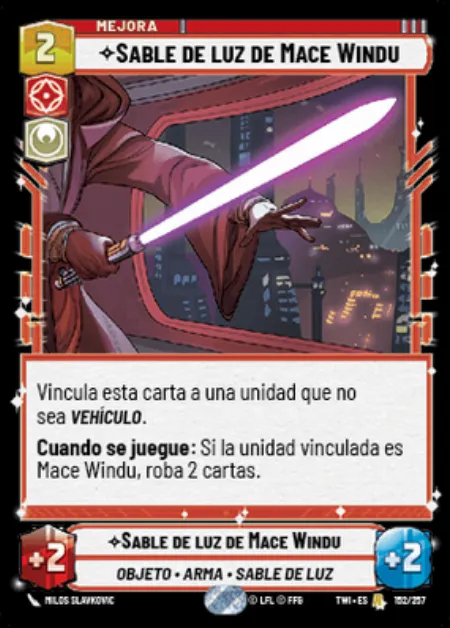 MEJORA
2
SABLE DE LUZ DE MACE WINDU
Vincula esta carta a una unidad que no
sea VEHÍCULO.
Cuando se juegue: Si la unidad vinculada es
Mace Windu, roba 2 cartas.
+2
SABLE DE LUZ DE MACE WINDU
+2
OBJETO • ARMA • SABLE DE LUZ
MILOS SLAVKOVIC
© LFL © FFG
TWI • ES
152/257